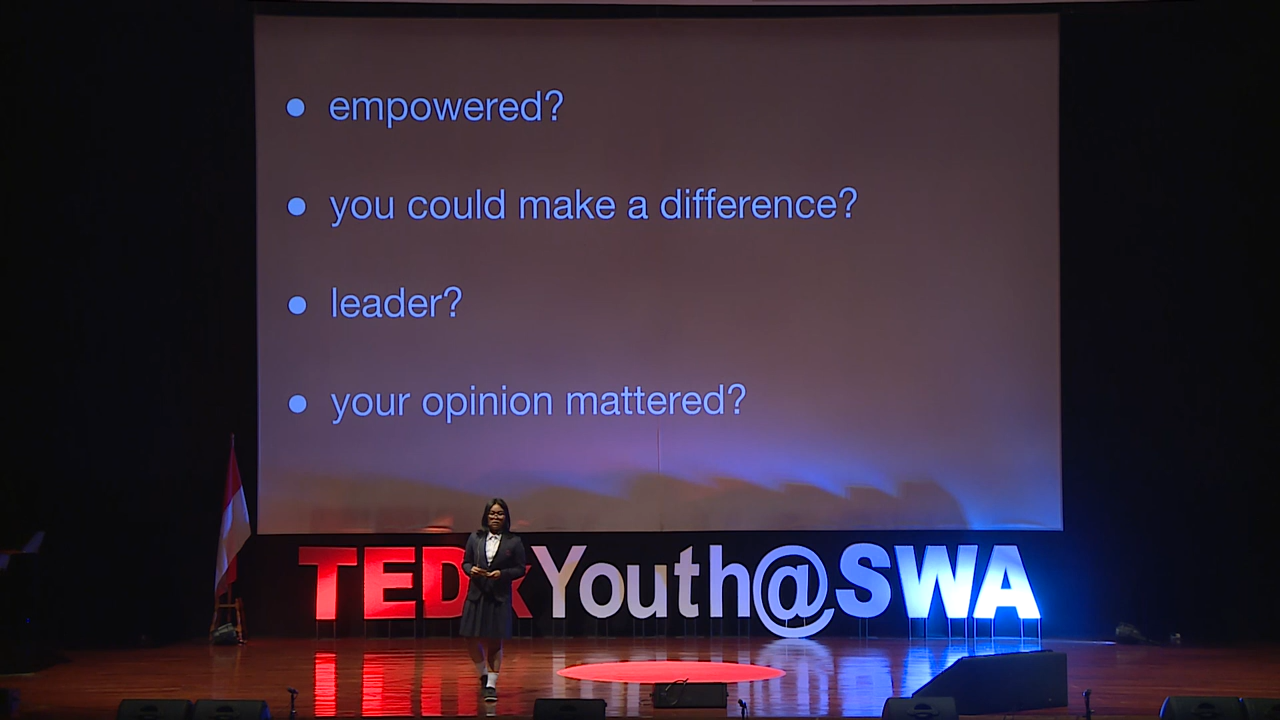 • empowered?
• you could make a difference?
• leader?
• your opinion mattered?
TEDxYouth@SWA